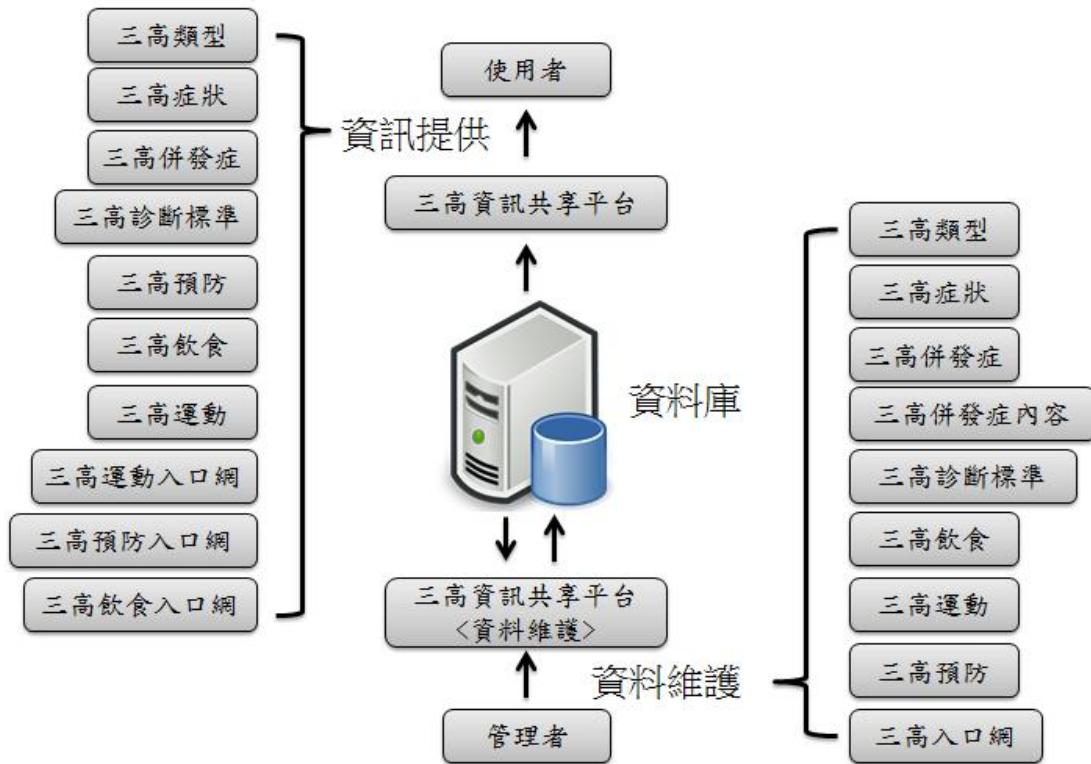 三高類型
三高症狀
三高併發症
三高診斷標準
三高預防
三高飲食
三高運動
三高運動入口網
三高預防入口網
三高飲食入口網
資訊提供
使用者
三高資訊共享平台
資料庫
三高資訊共享平台
<資料維護>
管理者
資料維護
三高類型
三高症狀
三高併發症
三高併發症內容
三高診斷標準
三高飲食
三高運動
三高預防
三高入口網